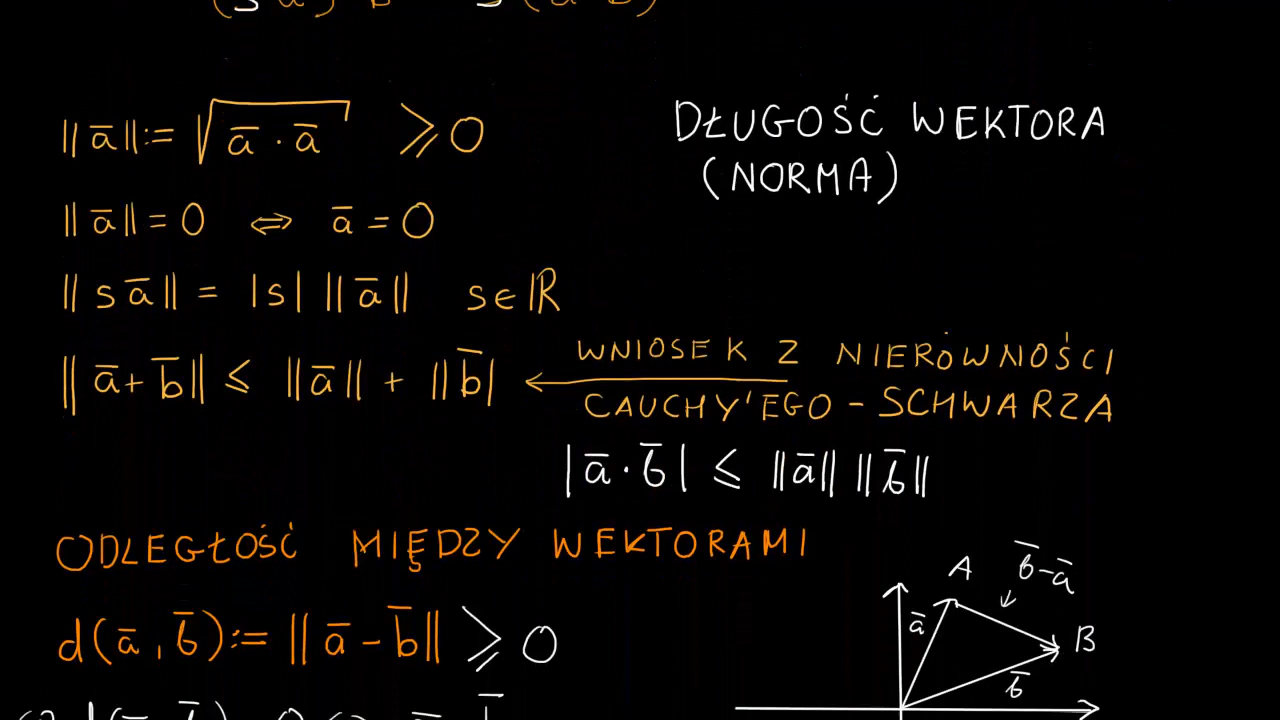 ‖ā‖ := √(ā · ā) ⩾ 0
DŁUGOŚĆ WEKTORA
(NORMA)
‖ā‖ = 0 ⇔ ā = 0
‖sā‖ = |s| ‖ā‖ s∈ℝ
‖ā + b̄‖ ⩽ ‖ā‖ + ‖b̄|
WNIOSEK Z NIERÓWNOŚCI
CAUCHY'EGO – SCHWARZA
|ā · b̄| ⩽ ‖ā‖ ‖b̄‖
ODLEGŁOŚĆ MIĘDZY WEKTORAMI
d(ā, b̄) := ‖ā – b̄‖ ⩾ 0
A
b̄–ā
ā
B
b̄